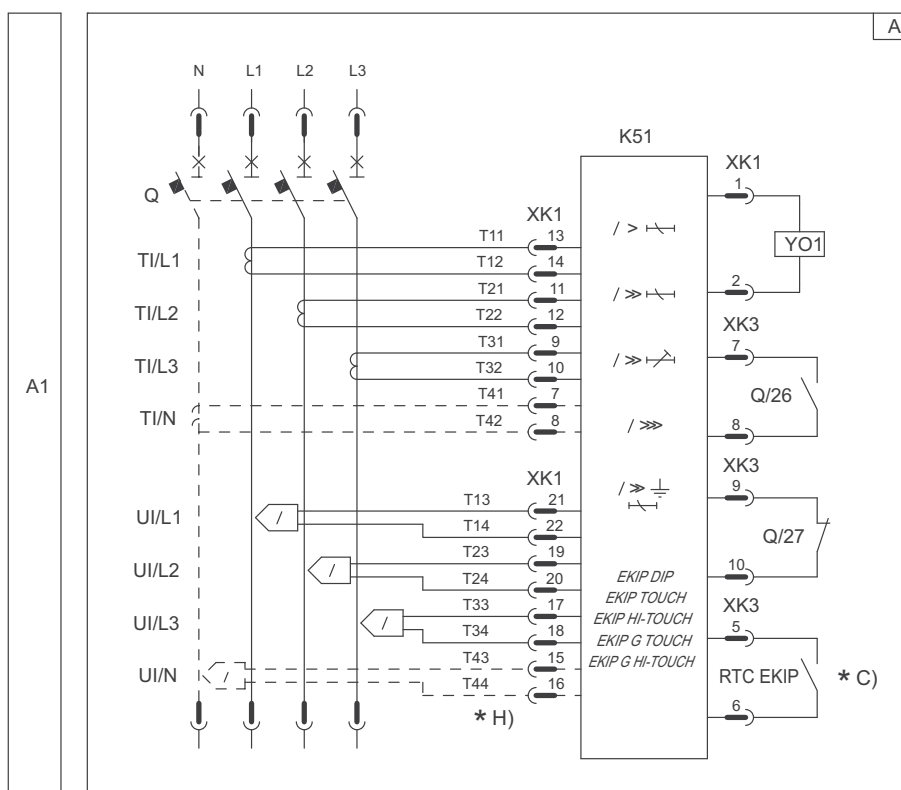 A
N L1 L2 L3
K51
XK1
1
Q
XK1
T11 13
YO1
TI/L1
T12 14
T21 11
2
TI/L2
T22 12
XK3
T31 9
7
TI/L3
T32 10
A1
T41 7
Q/26
TI/N
T42 8
8
XK3
XK1
9
T13 21
UI/L1
T14 22
Q/27
T23 19
UI/L2
T24 20
10
EKIP DIP
EKIP TOUCH
XK3
T33 17
EKIP HI-TOUCH
5
UI/L3
T34 18
EKIP G TOUCH
T43 15
EKIP G HI-TOUCH
UI/N
RTC EKIP
* C)
T44 16
* H)
6